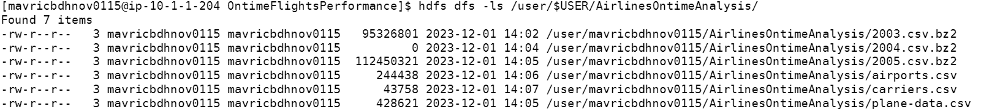 [mavricbdhnov0115@ip-10-1-1-204 OntimeFlightsPerformance]$ hdfs dfs -ls /user/$USER/AirlinesOntimeAnalysis/
Found 7 items
-rw-r--r--   3 mavricbdhnov0115 mavricbdhnov0115   95326801 2023-12-01 14:02 /user/mavricbdhnov0115/AirlinesOntimeAnalysis/2003.csv.bz2
-rw-r--r--   3 mavricbdhnov0115 mavricbdhnov0115          0 2023-12-01 14:04 /user/mavricbdhnov0115/AirlinesOntimeAnalysis/2004.csv.bz2
-rw-r--r--   3 mavricbdhnov0115 mavricbdhnov0115  112450321 2023-12-01 14:05 /user/mavricbdhnov0115/AirlinesOntimeAnalysis/2005.csv.bz2
-rw-r--r--   3 mavricbdhnov0115 mavricbdhnov0115     244438 2023-12-01 14:06 /user/mavricbdhnov0115/AirlinesOntimeAnalysis/airports.csv
-rw-r--r--   3 mavricbdhnov0115 mavricbdhnov0115      43758 2023-12-01 14:07 /user/mavricbdhnov0115/AirlinesOntimeAnalysis/carriers.csv
-rw-r--r--   3 mavricbdhnov0115 mavricbdhnov0115     428621 2023-12-01 14:05 /user/mavricbdhnov0115/AirlinesOntimeAnalysis/plane-data.csv